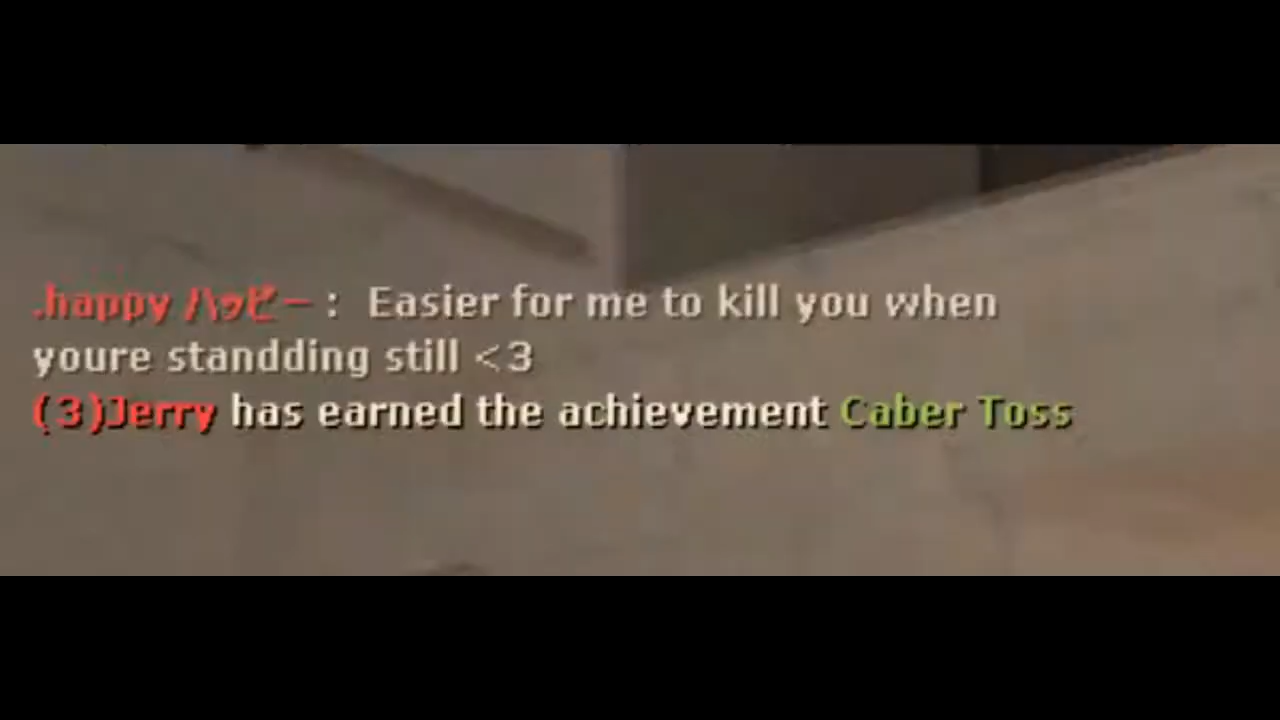 .happy ハッピー :  Easier for me to kill you when
youre standding still <3
(3)Jerry has earned the achievement Caber Toss